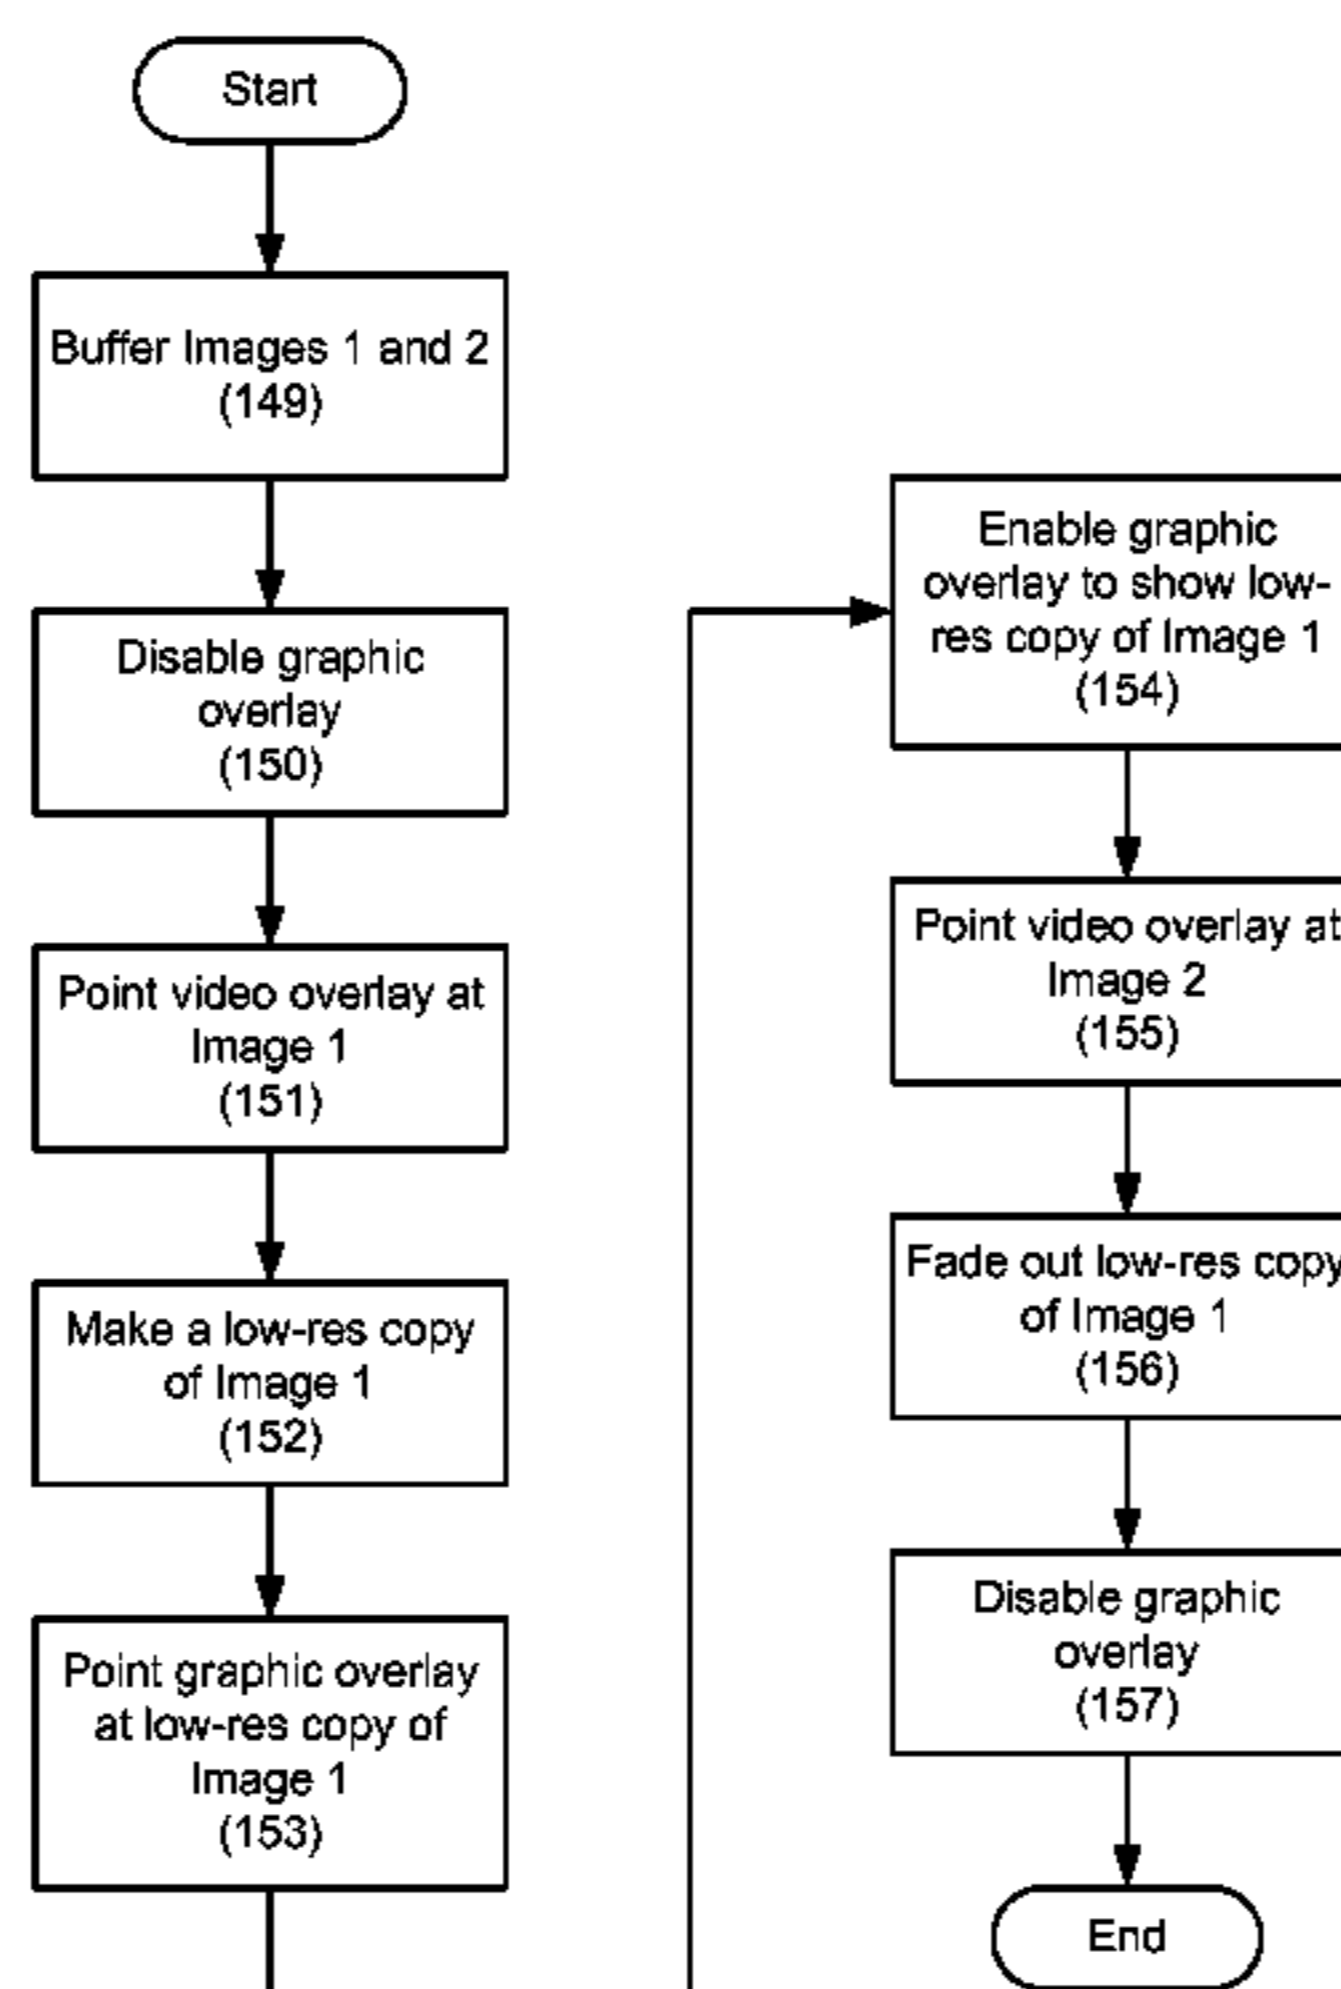 Start
Buffer Images 1 and 2
(149)
Disable graphic
overlay
(150)
Point video overlay at
Image 1
(151)
Make a low-res copy
of Image 1
(152)
Point graphic overlay
at low-res copy of
Image 1
(153)
Enable graphic
overlay to show low-
res copy of Image 1
(154)
Point video overlay at
Image 2
(155)
Fade out low-res copy
of Image 1
(156)
Disable graphic
overlay
(157)
End